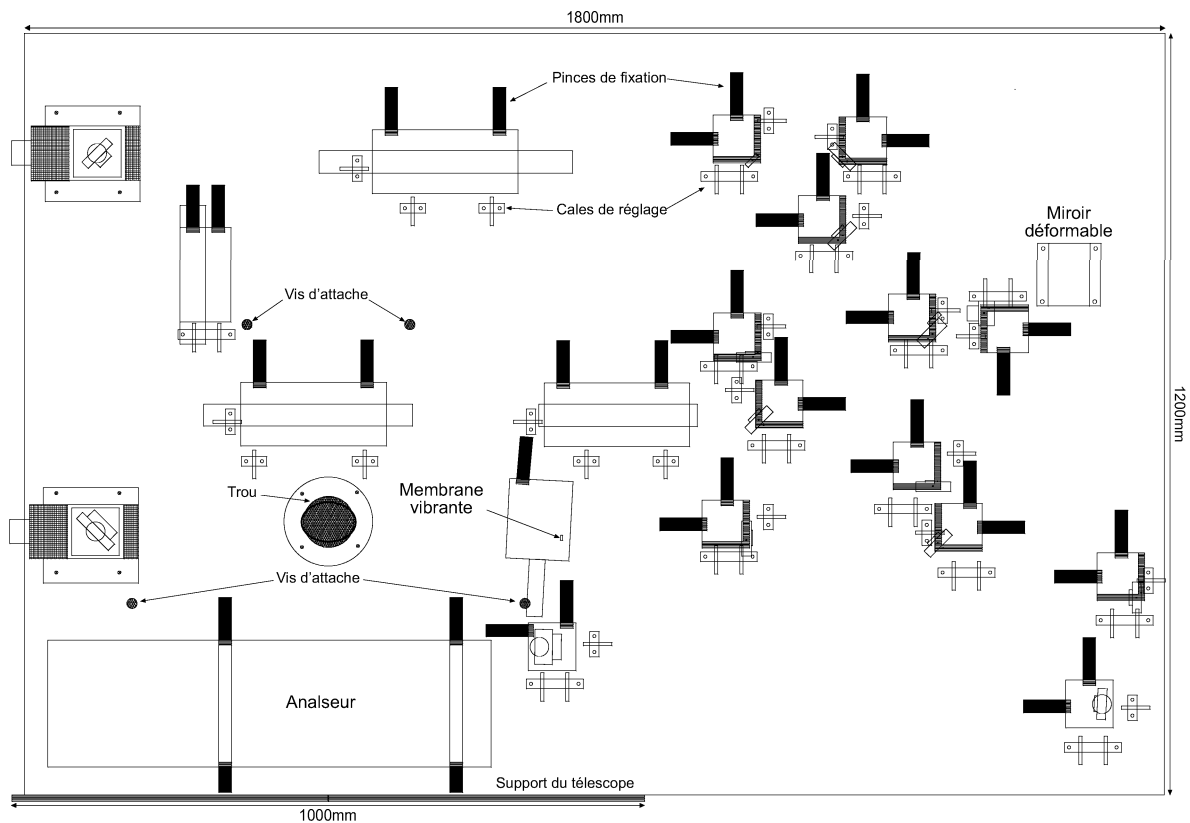 1800mm
Pinces de fixation
Cales de réglage
Miroir
déformable
Vis d'attache
1200mm
Trou
Membrane
vibrante
Vis d'attache
Analseur
Support du télescope
1000mm